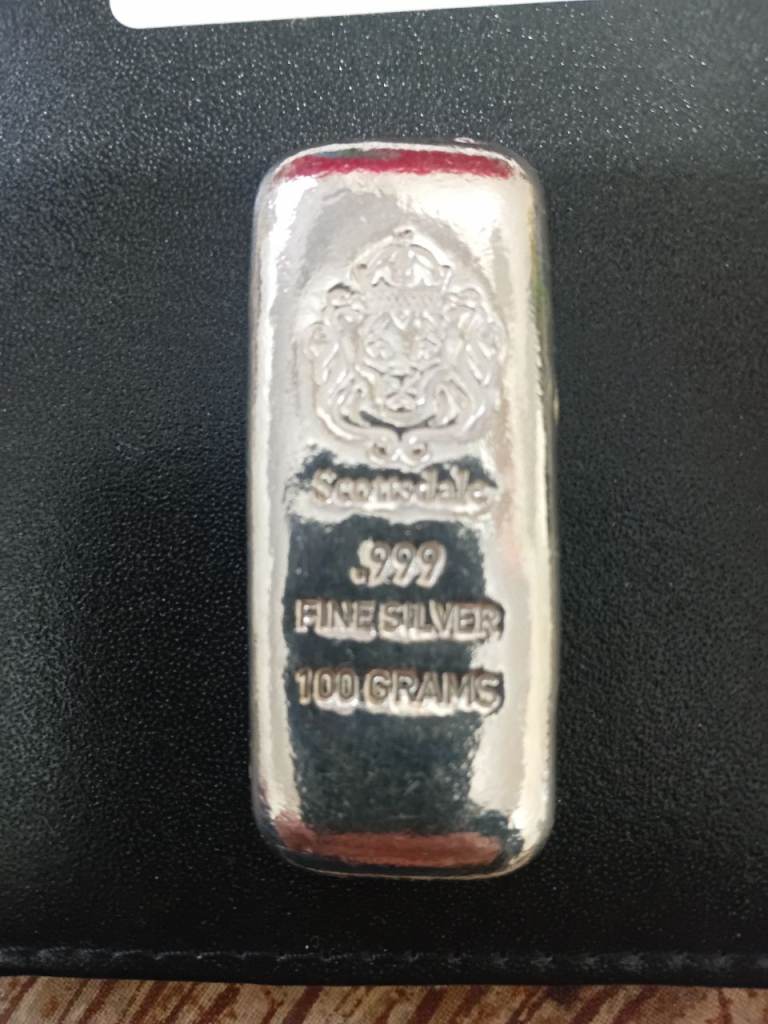 Scottsdale
.999
FINE SILVER
100 GRAMS